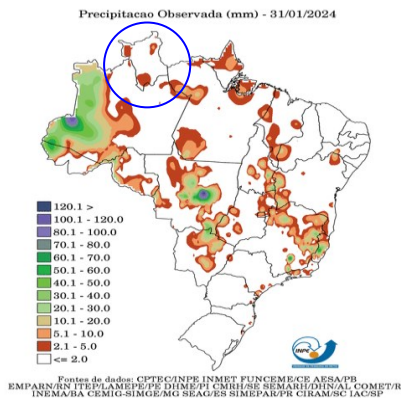 Precipitacao Observada (mm) - 31/01/2024
120.1 >
100.1 - 120.0
80.1 - 100.0
70.1 - 80.0
60.1 - 70.0
50.1 - 60.0
40.1 - 50.0
30.1 - 40.0
20.1 - 30.0
10.1 - 20.0
5.1 - 10.0
2.1 - 5.0
<= 2.0
INPE
Fontes de dados: CPTEC/INPE INMET FUNCEME/CE AESA/PB
EMPARN/RN ITEP/LAMEPE/PE DHME/PI CMRH/SE SEMARH/DHN/AL COMET/R
INEMA/BA CEMIG-SIMGE/MG SEAG/ES SIMEPAR/PR CIRAM/SC IAC/SP